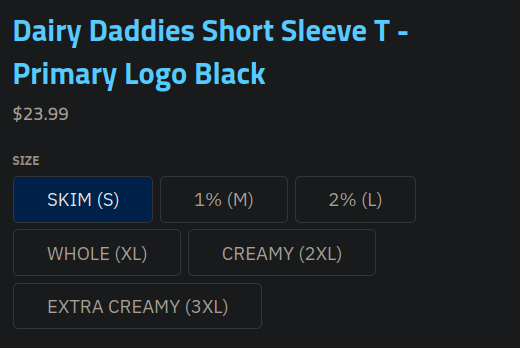 Dairy Daddies Short Sleeve T -
Primary Logo Black
$23.99
SIZE
SKIM (S) 1% (M) 2% (L)
WHOLE (XL) CREAMY (2XL)
EXTRA CREAMY (3XL)